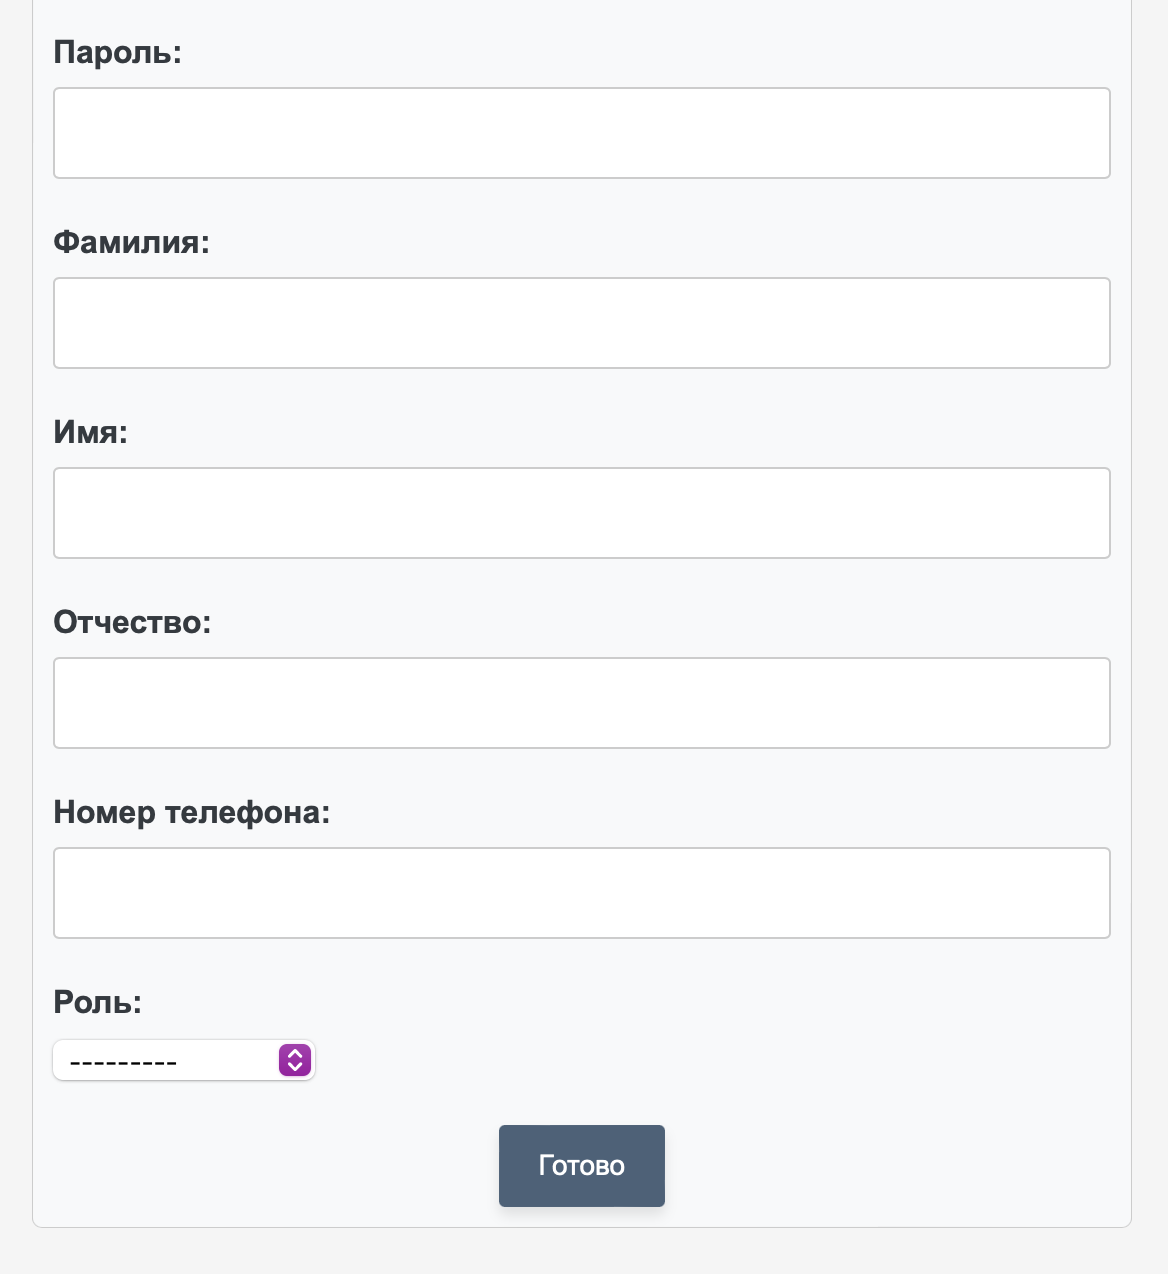 Пароль:
Фамилия:
Имя:
Отчество:
Номер телефона:
Роль:
---------
Готово